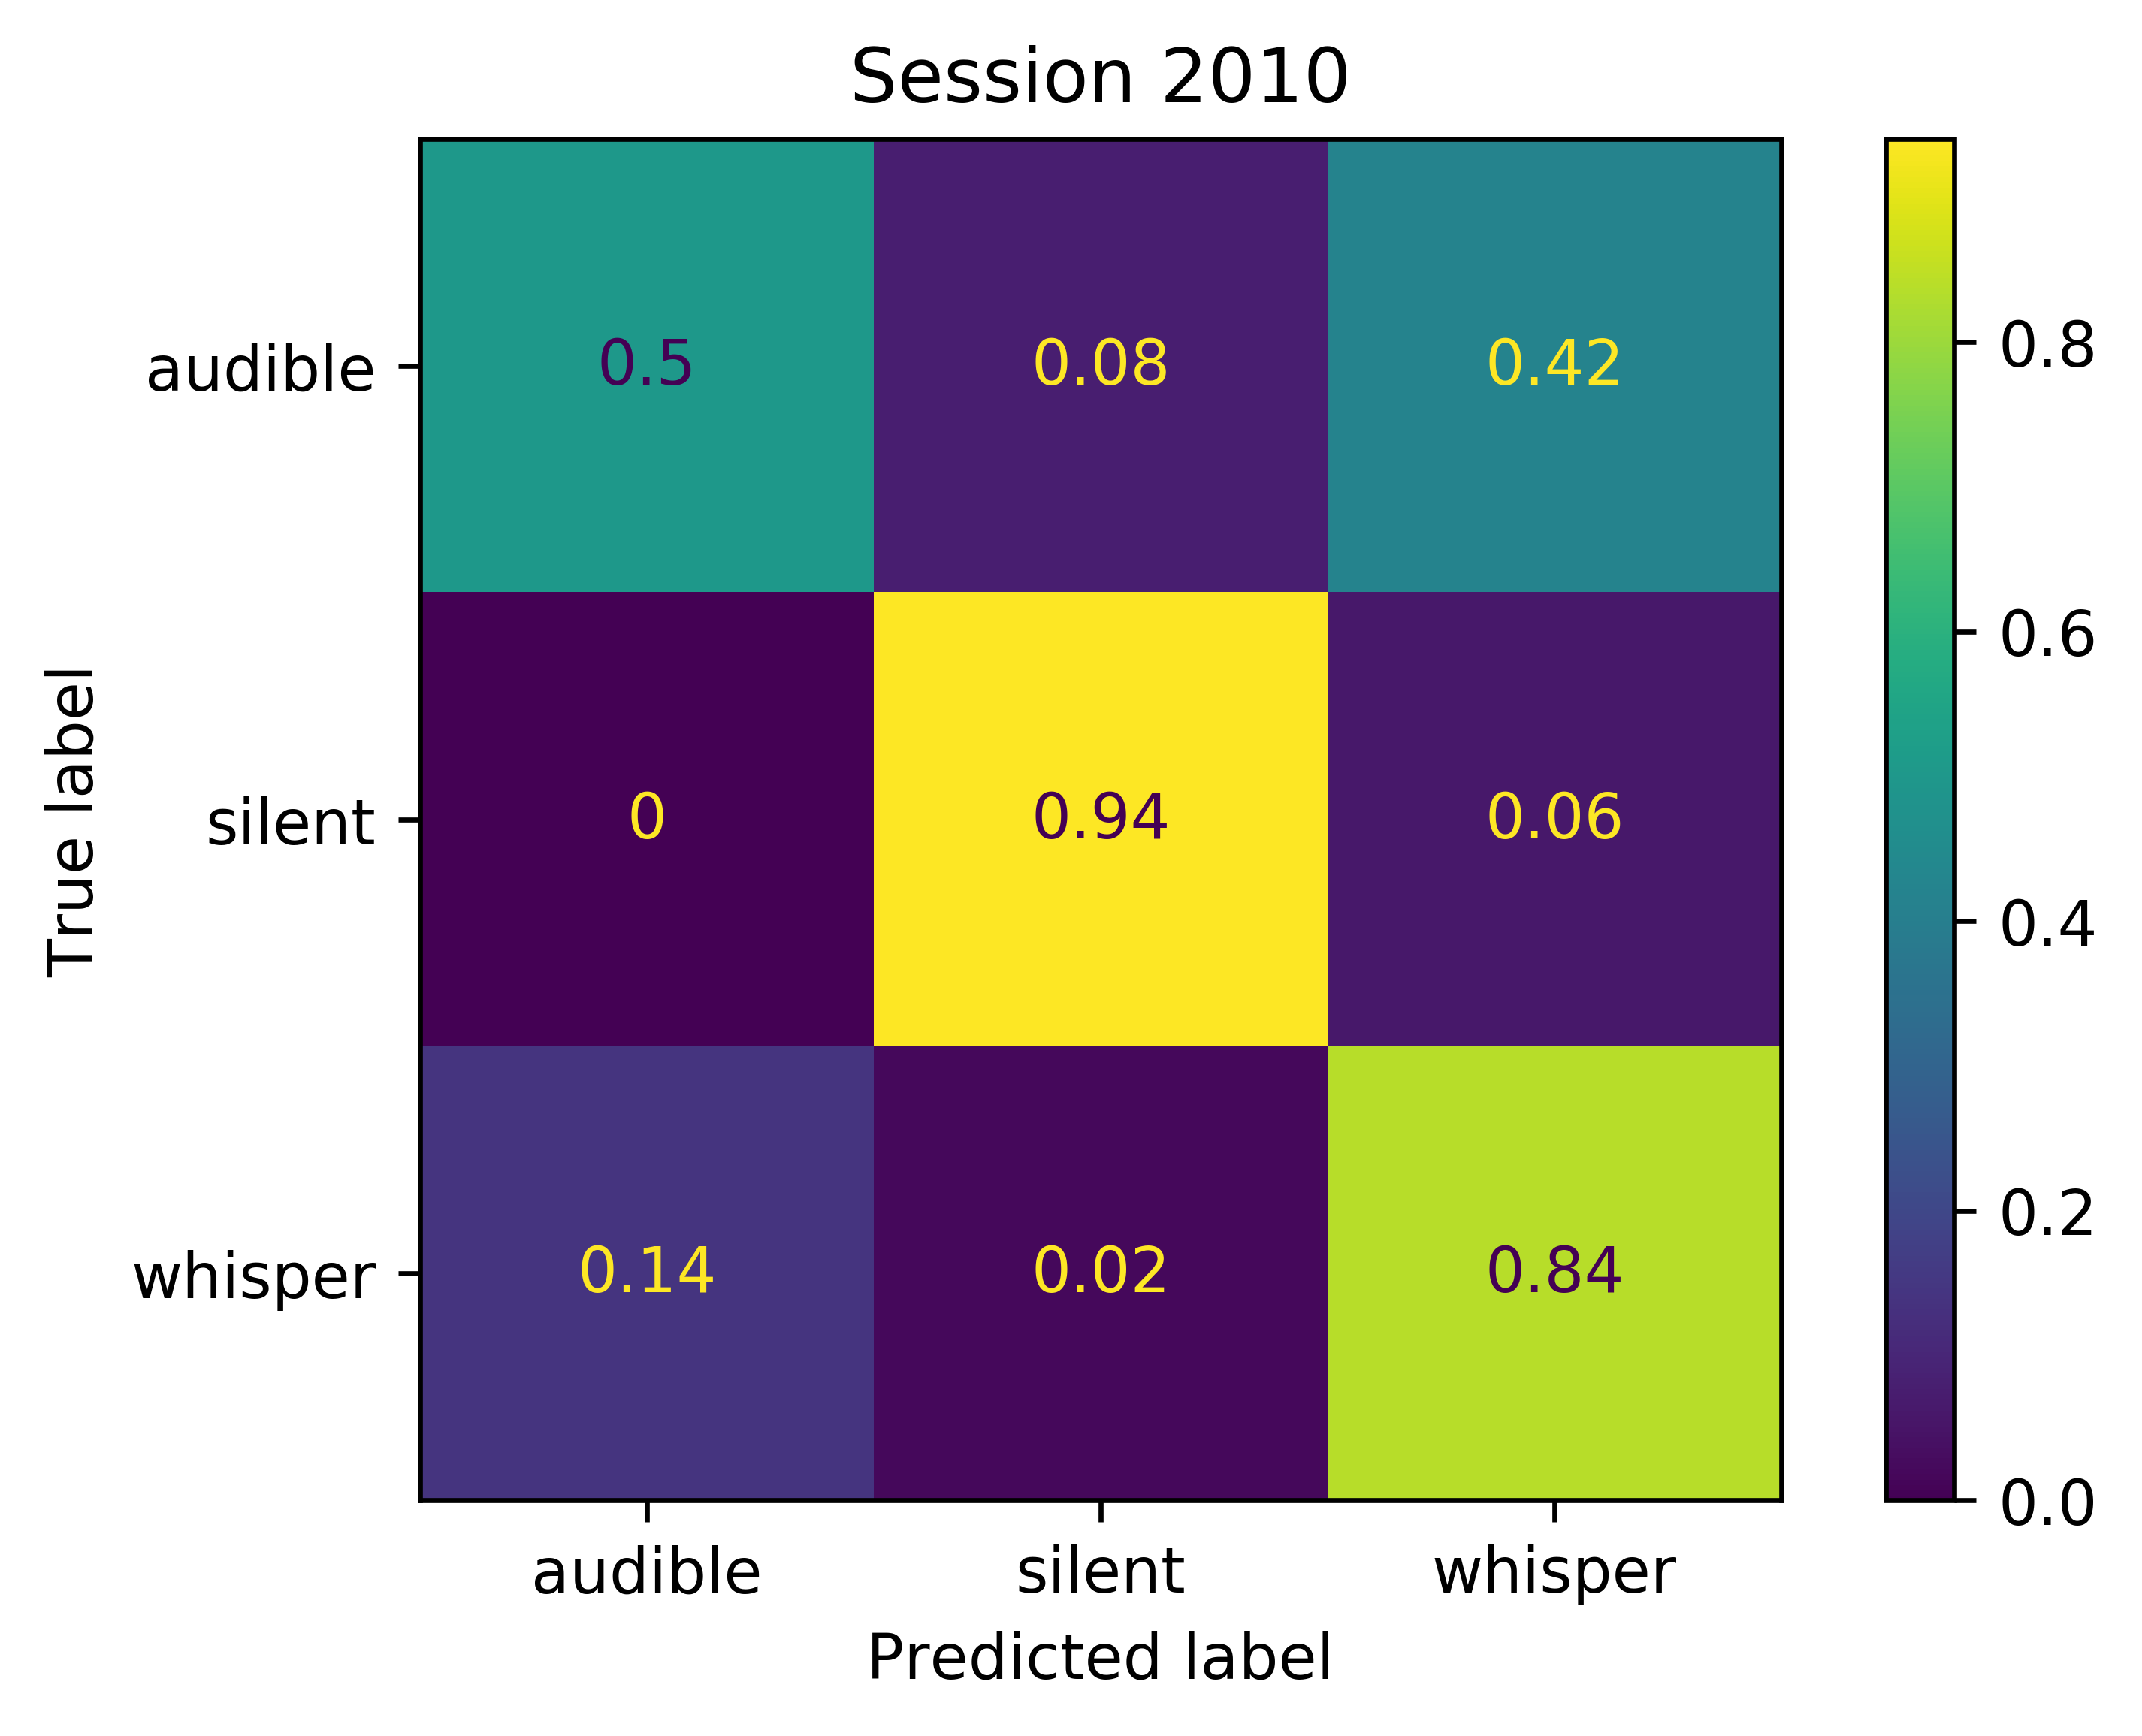 Session 2010
True label
audible
0.5 0.08 0.42
silent
0 0.94 0.06
whisper
0.14 0.02 0.84
audible silent whisper
Predicted label
0.8
0.6
0.4
0.2
0.0